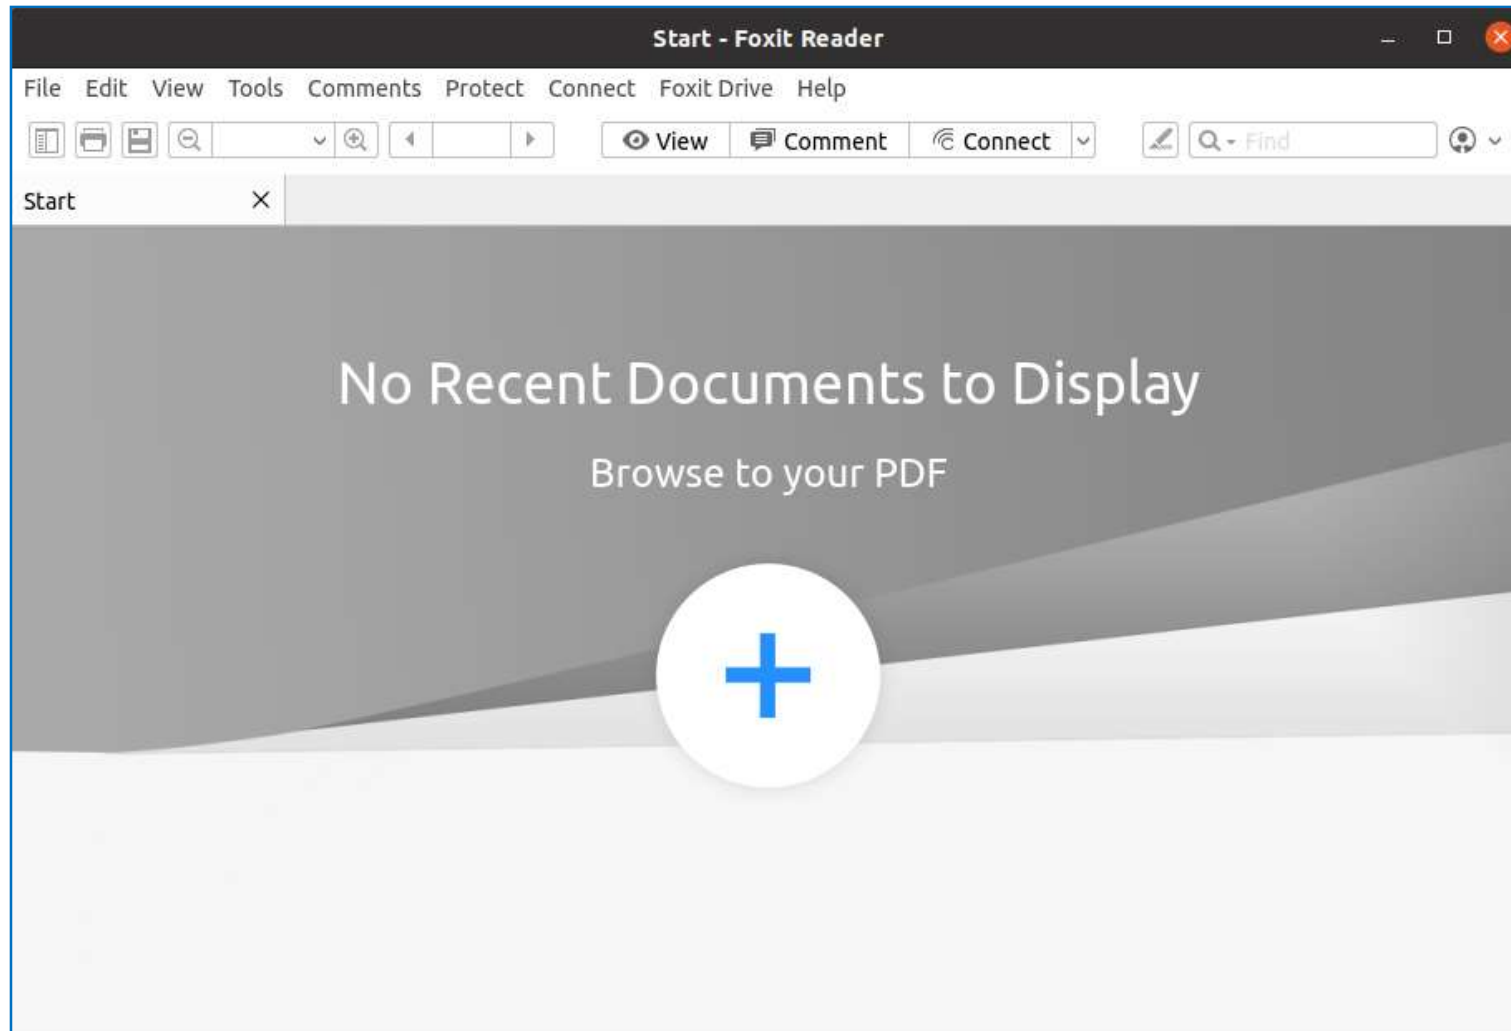 Start - Foxit Reader
File Edit View Tools Comments Protect Connect Foxit Drive Help
View Comment Connect Find
Start
No Recent Documents to Display
Browse to your PDF